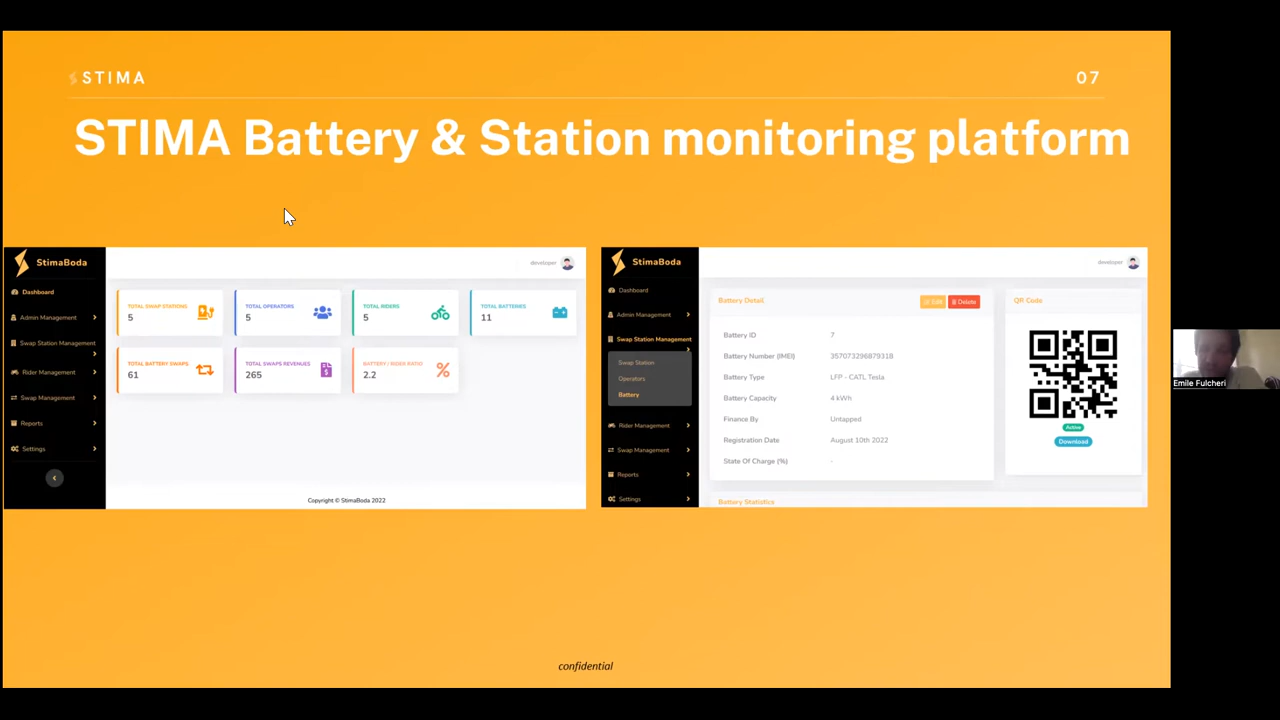 STIMA
07
STIMA Battery & Station monitoring platform
StimaBoda
developer
Dashboard
Admin Management
Swap Station Management
Rider Management
Swap Management
Reports
Settings
TOTAL SWAP STATIONS
5
TOTAL OPERATORS
5
TOTAL RIDERS
5
TOTAL BATTERIES
11
TOTAL BATTERY SWAPS
61
TOTAL SWAPS REVENUES
265
BATTERY / RIDER RATIO
2.2
Copyright © StimaBoda 2022
StimaBoda
developer
Dashboard
Admin Management
Swap Station Management
Swap Station
Operators
Battery
Rider Management
Swap Management
Reports
Settings
Battery Detail
Edit
Delete
Battery ID 7
Battery Number (IMEI) 357073296879318
Battery Type LFP - CATL Tesla
Battery Capacity 4 kWh
Finance By Untapped
Registration Date August 10th 2022
State Of Charge (%) -
Battery Statistics
QR Code
Active
Download
Emile Fulcheri
confidential